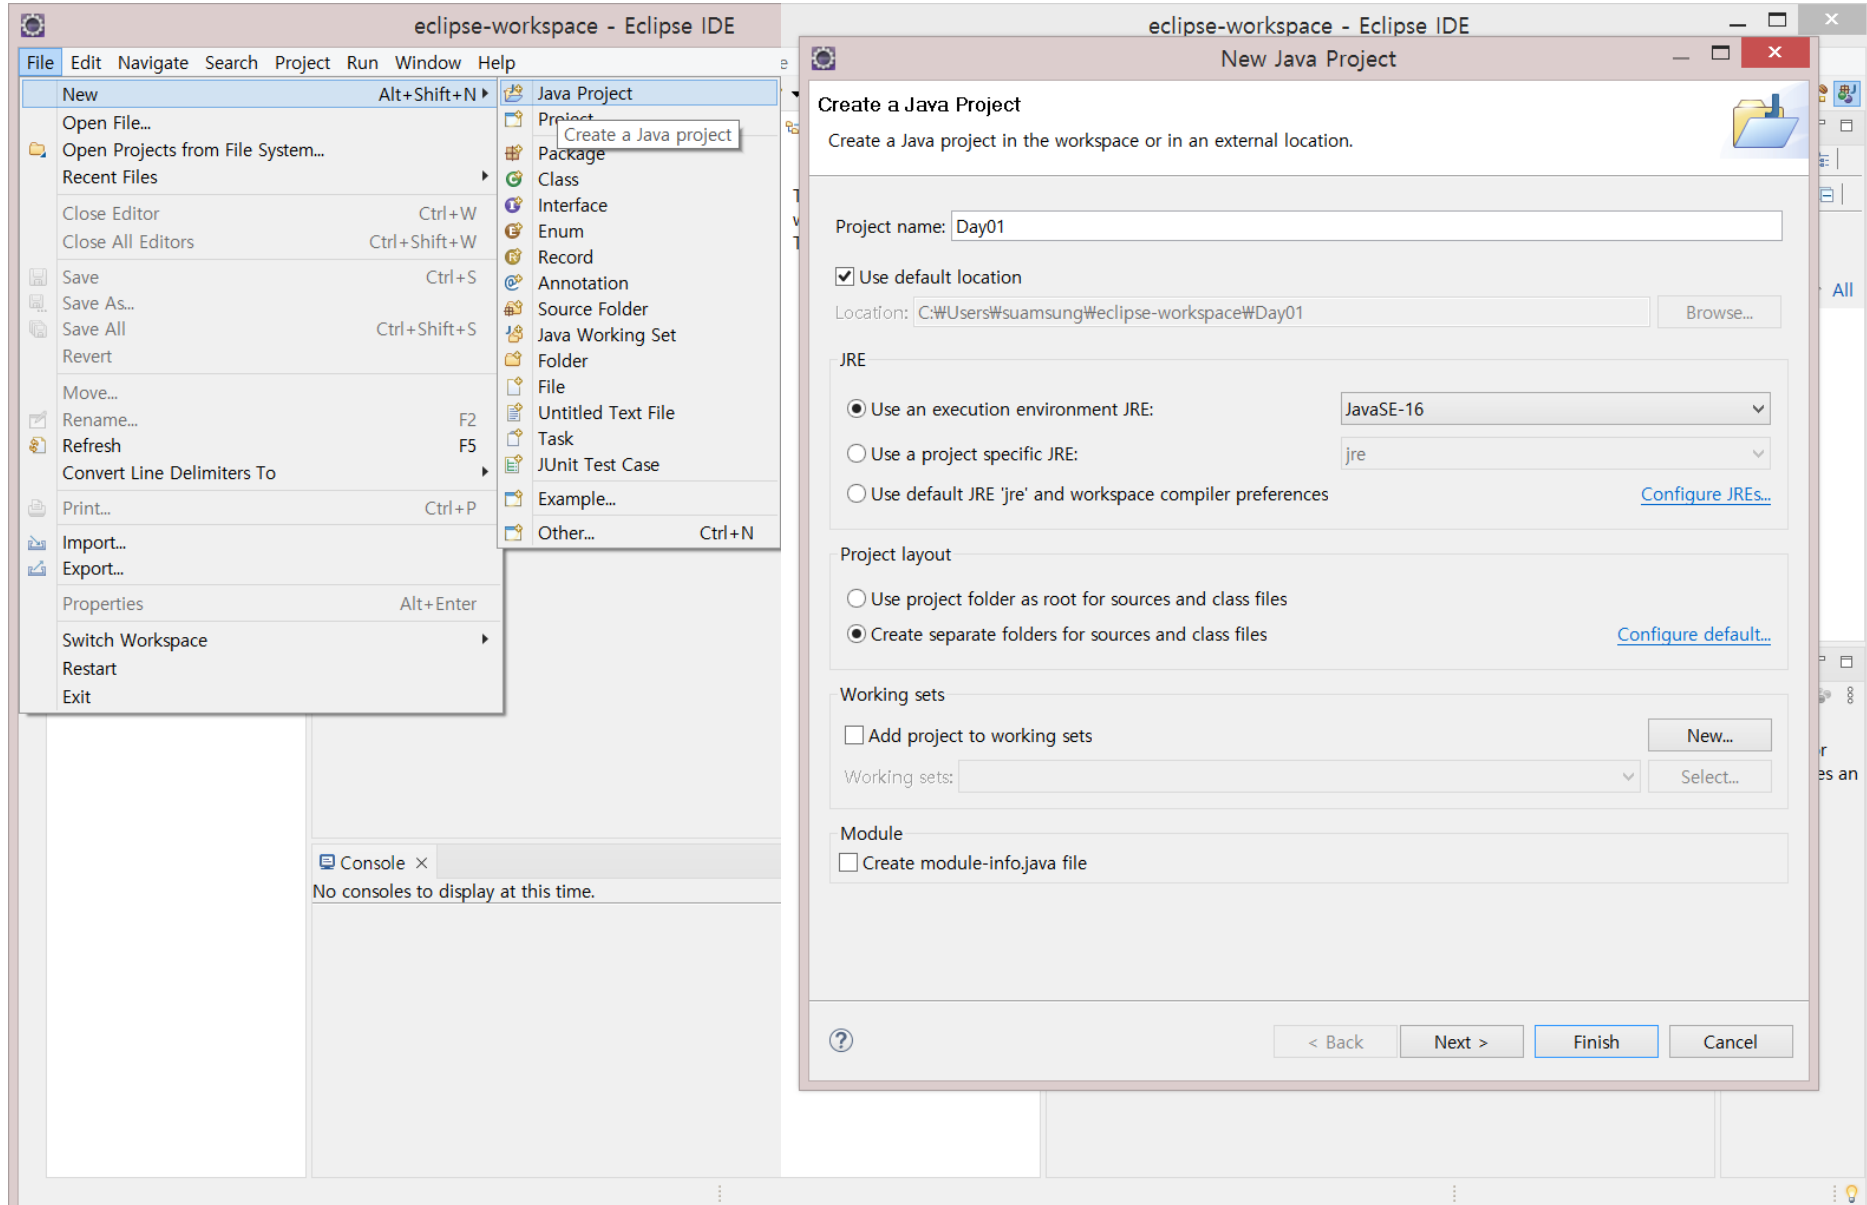 eclipse-workspace - Eclipse IDE
File Edit Navigate Search Project Run Window Help
New Alt+Shift+N
Open File...
Open Projects from File System...
Recent Files
Close Editor Ctrl+W
Close All Editors Ctrl+Shift+W
Save Ctrl+S
Save As...
Save All Ctrl+Shift+S
Revert
Move...
Rename... F2
Refresh F5
Convert Line Delimiters To
Print... Ctrl+P
Import...
Export...
Properties Alt+Enter
Switch Workspace
Restart
Exit
Java Project
Project...
Create a Java project
Package
Class
Interface
Enum
Record
Annotation
Source Folder
Java Working Set
Folder
File
Untitled Text File
Task
JUnit Test Case
Example...
Other... Ctrl+N
Console
No consoles to display at this time.
eclipse-workspace - Eclipse IDE
New Java Project
Create a Java Project
Create a Java project in the workspace or in an external location.
Project name: Day01
Use default location
Location: C:₩Users₩suamsung₩eclipse-workspace₩Day01 Browse...
JRE
Use an execution environment JRE: JavaSE-16
Use a project specific JRE: jre
Use default JRE 'jre' and workspace compiler preferences Configure JREs...
Project layout
Use project folder as root for sources and class files
Create separate folders for sources and class files Configure default...
Working sets
Add project to working sets New...
Working sets: Select...
Module
Create module-info.java file
< Back Next > Finish Cancel
All
es an